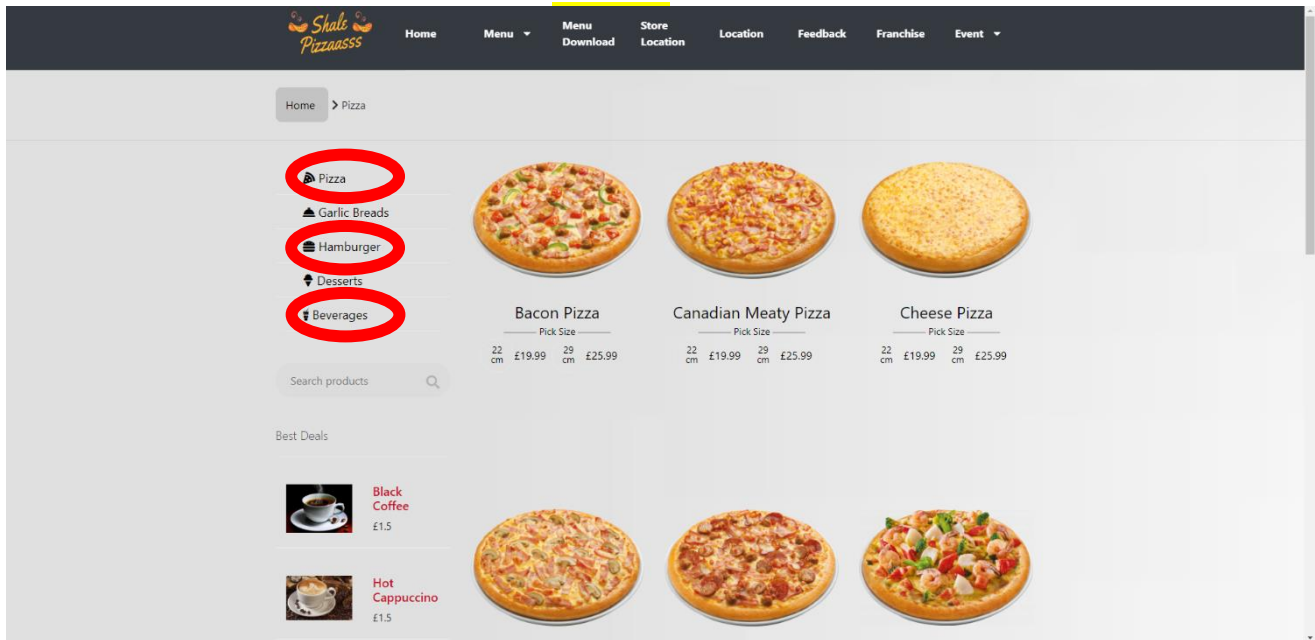 Shale
Pizzaasss
Home
Menu
Menu
Download
Store
Location
Location
Feedback
Franchise
Event
Home > Pizza
Pizza
Garlic Breads
Hamburger
Desserts
Beverages
Search products
Best Deals
Black
Coffee
£1.5
Hot
Cappuccino
£1.5
Bacon Pizza
Pick Size
22 cm £19.99 29 cm £25.99
Canadian Meaty Pizza
Pick Size
22 cm £19.99 29 cm £25.99
Cheese Pizza
Pick Size
22 cm £19.99 29 cm £25.99